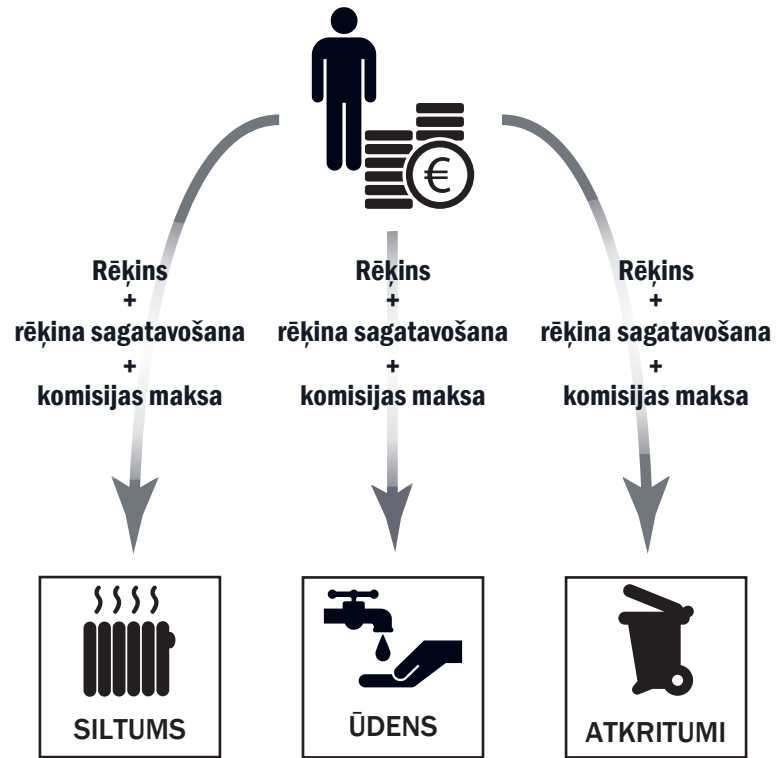 €
Rēķins
+
rēķina sagatavošana
+
komisijas maksa
Rēķins
+
rēķina sagatavošana
+
komisijas maksa
Rēķins
+
rēķina sagatavošana
+
komisijas maksa
SILTUMS
ŪDENS
ATKRITUMI